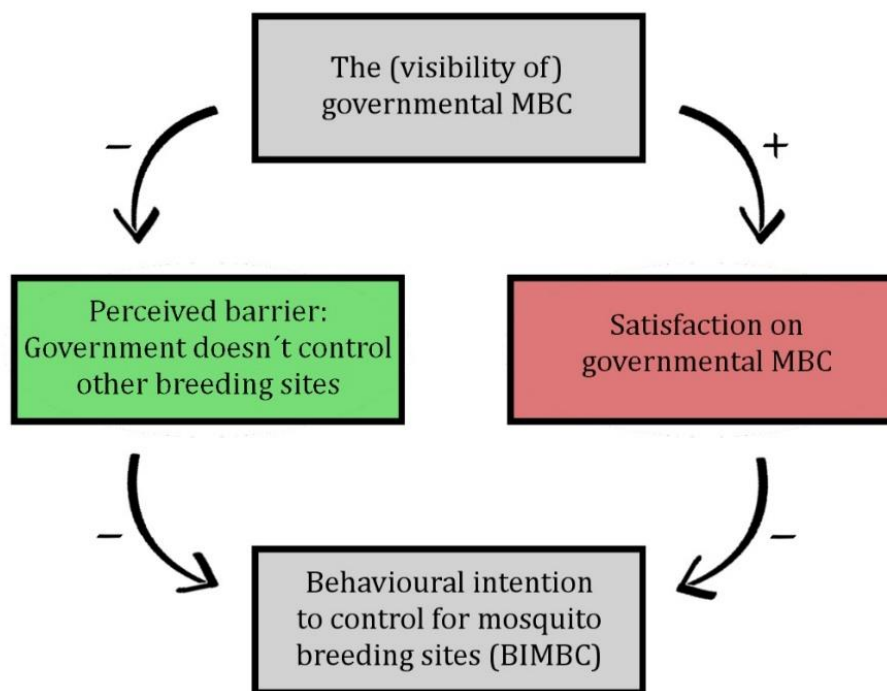 The (visibility of)
governmental MBC
−
+
Perceived barrier:
Government doesn´t control
other breeding sites
Satisfaction on
governmental MBC
−
−
Behavioural intention
to control for mosquito
breeding sites (BIMBC)